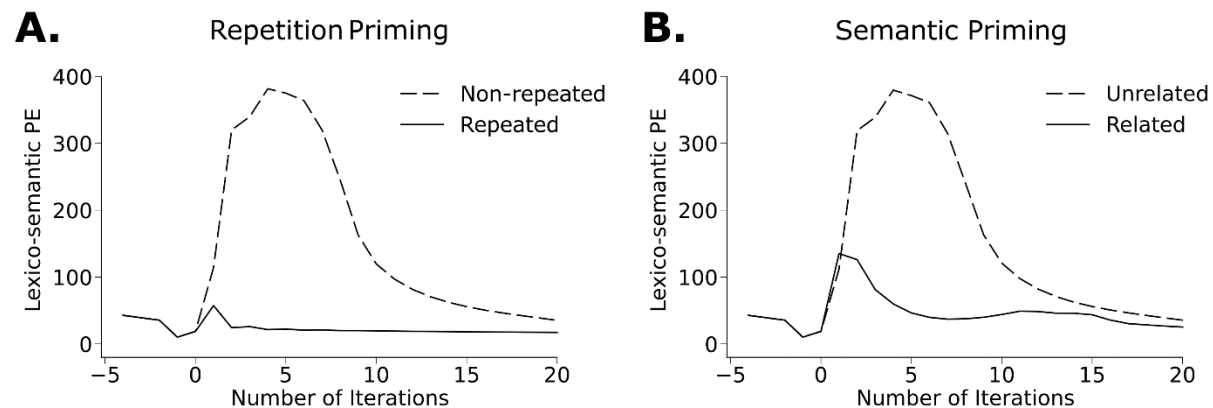 A.
Repetition Priming
400
300
200
100
0
Lexico-semantic PE
Non-repeated
Repeated
−5 0 5 10 15 20
Number of Iterations
B.
Semantic Priming
400
300
200
100
0
Lexico-semantic PE
Unrelated
Related
−5 0 5 10 15 20
Number of Iterations